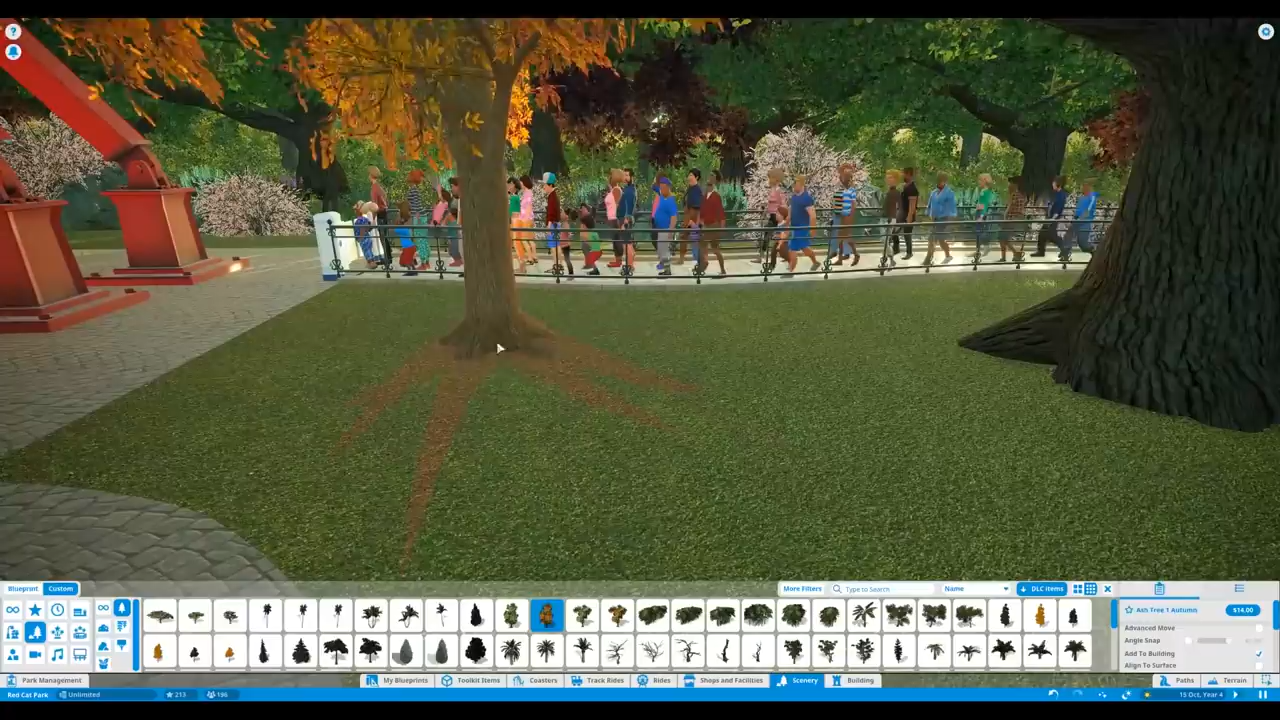 Blueprint Custom
More Filters Type to Search Name DLC Items
Ash Tree 1 Autumn $14.00
Advanced Move
Angle Snap
Add To Building
Align To Surface
Park Management My Blueprints Toolkit Items Coasters Track Rides Rides Shops and Facilities Scenery Building Paths Terrain
Red Cat Park Unlimited 213 196 15 Oct, Year 4